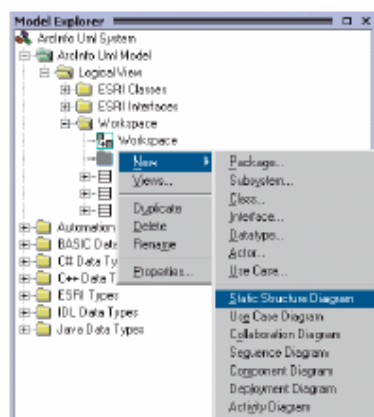 Model Explorer
ArcInfo Uml System
ArcInfo Uml Model
Logical View
ESRI Classes
ESRI Interfaces
Workspace
Workspace
New
Views...
Duplicate
Delete
Rename
Properties...
Package...
Subsystem...
Class...
Interface...
Datatype...
Actor...
Use Case...
Static Structure Diagram
Use Case Diagram
Collaboration Diagram
Sequence Diagram
Component Diagram
Deployment Diagram
Activity Diagram
Automation
BASIC Data
C# Data Ty
C++ Data T
ESRI Types
IDL Data Types
Java Data Types